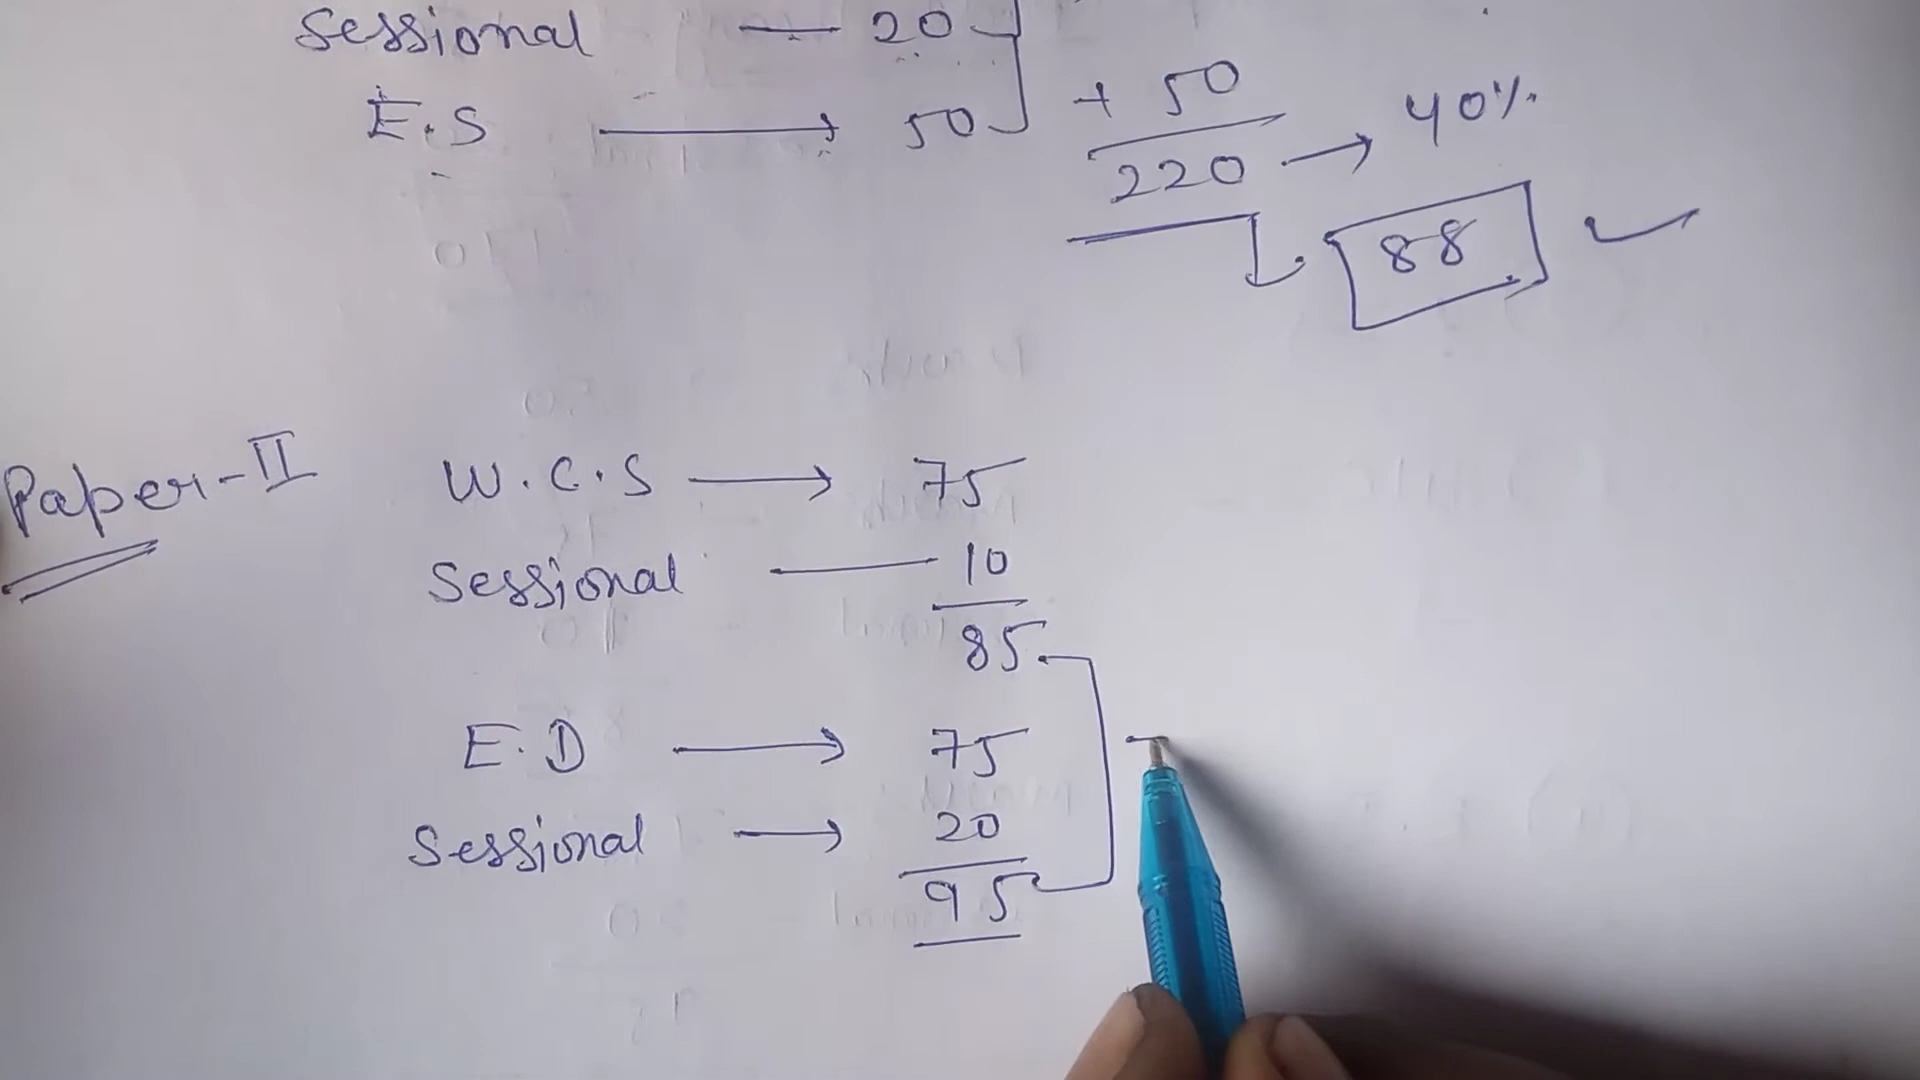 Sessional — 20
E.S → 50
+ 50
220 → 40%
88
Paper-II
W.C.S → 75
Sessional — 10
85
E.D → 75
Sessional → 20
95